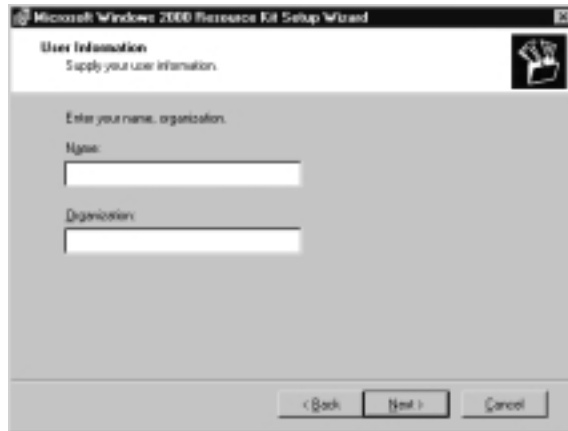 Microsoft Windows 2000 Resource Kit Setup Wizard
User Information
Supply your user information.
Enter your name, organization.
Name:
Organization:
< Back
Next >
Cancel